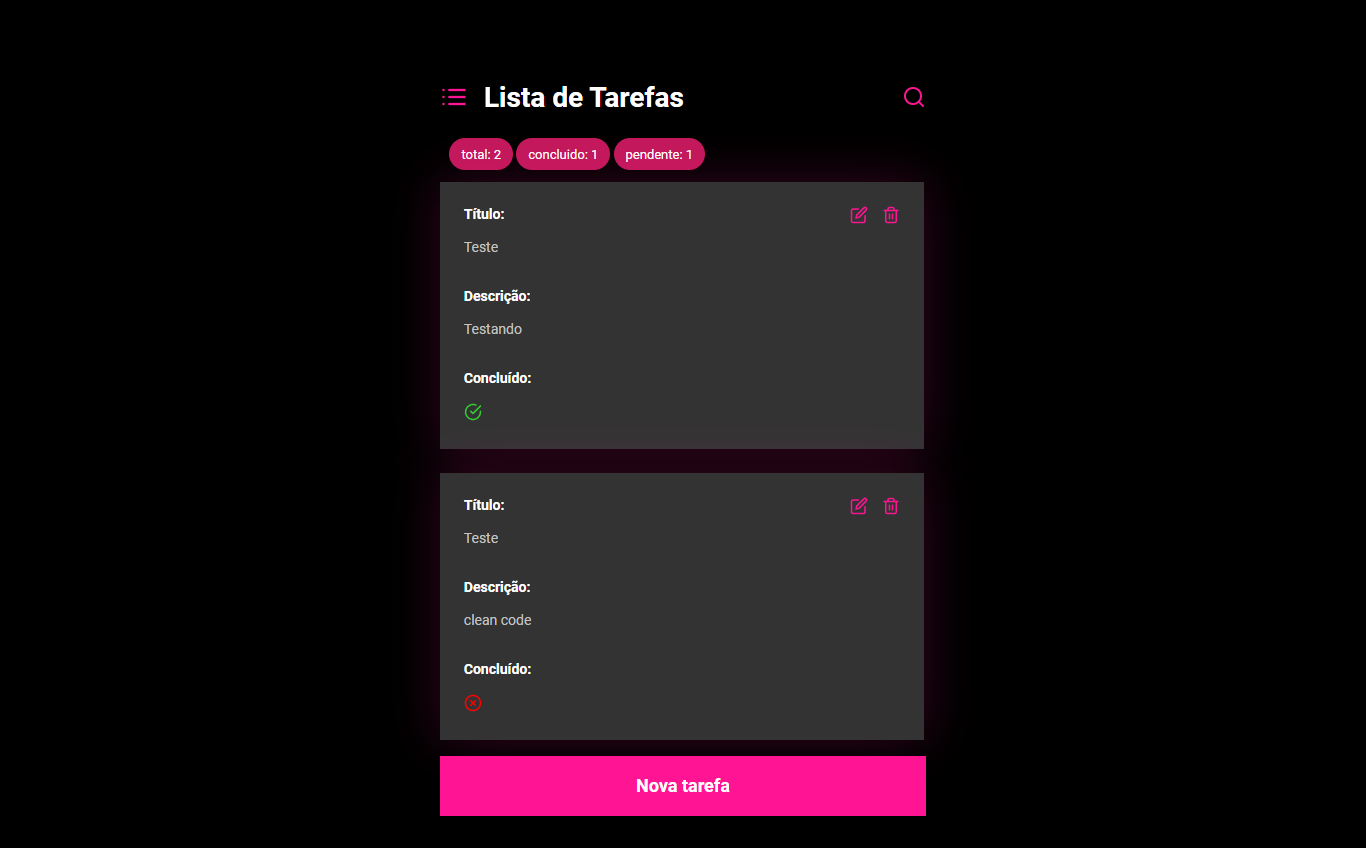 Lista de Tarefas
total: 2 concluido: 1 pendente: 1
Título:
Teste
Descrição:
Testando
Concluído:
Título:
Teste
Descrição:
clean code
Concluído:
Nova tarefa